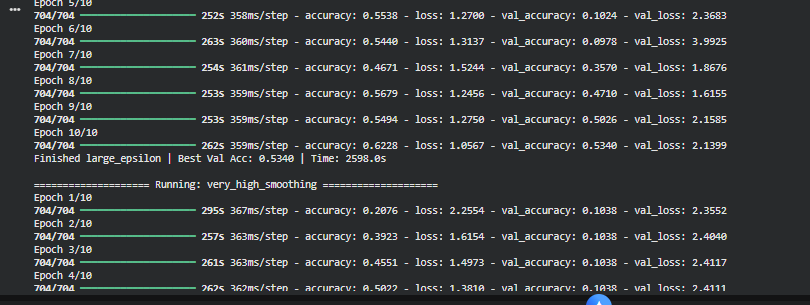 Epoch 5/10
704/704 ━━━━━━━━━━━━━━━━━━━━ 252s 358ms/step - accuracy: 0.5538 - loss: 1.2700 - val_accuracy: 0.1024 - val_loss: 2.3683
Epoch 6/10
704/704 ━━━━━━━━━━━━━━━━━━━━ 263s 360ms/step - accuracy: 0.5440 - loss: 1.3137 - val_accuracy: 0.0978 - val_loss: 3.9925
Epoch 7/10
704/704 ━━━━━━━━━━━━━━━━━━━━ 254s 361ms/step - accuracy: 0.4671 - loss: 1.5244 - val_accuracy: 0.3570 - val_loss: 1.8676
Epoch 8/10
704/704 ━━━━━━━━━━━━━━━━━━━━ 253s 359ms/step - accuracy: 0.5679 - loss: 1.2456 - val_accuracy: 0.4710 - val_loss: 1.6155
Epoch 9/10
704/704 ━━━━━━━━━━━━━━━━━━━━ 253s 359ms/step - accuracy: 0.5494 - loss: 1.2750 - val_accuracy: 0.5026 - val_loss: 2.1585
Epoch 10/10
704/704 ━━━━━━━━━━━━━━━━━━━━ 262s 359ms/step - accuracy: 0.6228 - loss: 1.0567 - val_accuracy: 0.5340 - val_loss: 2.1399
Finished large_epsilon | Best Val Acc: 0.5340 | Time: 2598.0s
==================== Running: very_high_smoothing ====================
Epoch 1/10
704/704 ━━━━━━━━━━━━━━━━━━━━ 295s 367ms/step - accuracy: 0.2076 - loss: 2.2554 - val_accuracy: 0.1038 - val_loss: 2.3552
Epoch 2/10
704/704 ━━━━━━━━━━━━━━━━━━━━ 257s 363ms/step - accuracy: 0.3923 - loss: 1.6154 - val_accuracy: 0.1038 - val_loss: 2.4040
Epoch 3/10
704/704 ━━━━━━━━━━━━━━━━━━━━ 261s 363ms/step - accuracy: 0.4551 - loss: 1.4973 - val_accuracy: 0.1038 - val_loss: 2.4117
Epoch 4/10
704/704 ━━━━━━━━━━━━━━━━━━━━ 262s 362ms/step - accuracy: 0.5022 - loss: 1.3810 - val_accuracy: 0.1038 - val_loss: 2.4111